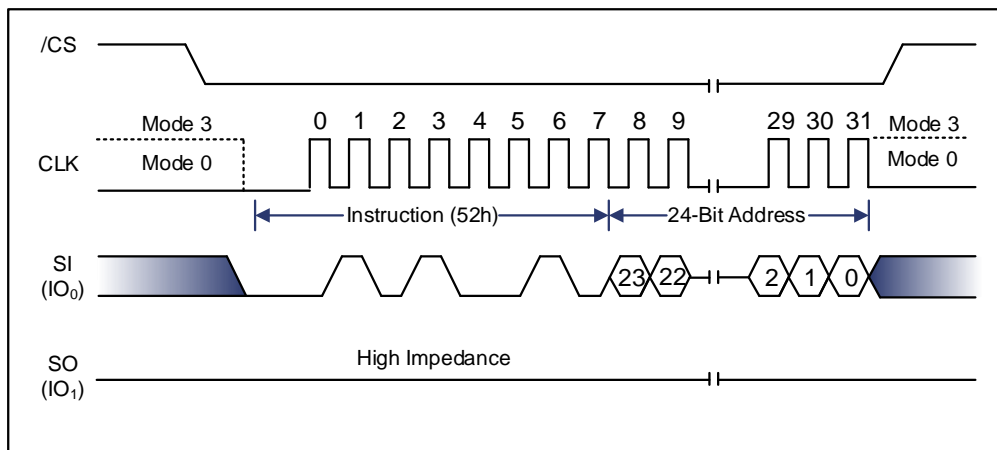 /CS
Mode 3
0 1 2 3 4 5 6 7 8 9 29 30 31
Mode 3
CLK
Mode 0
Mode 0
Instruction (52h)
24-Bit Address
SI
(IO₀)
23 22 2 1 0
High Impedance
SO
(IO₁)